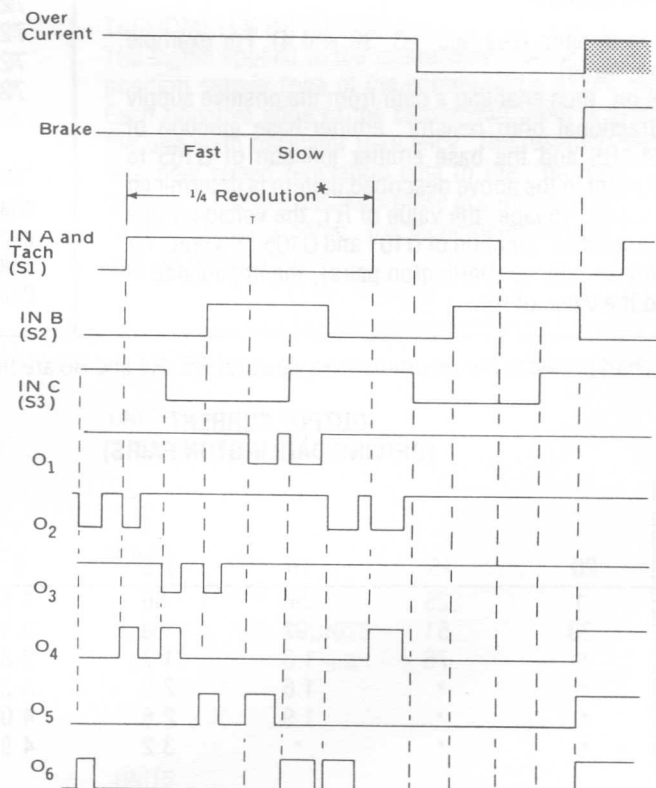 Over
Current
Brake
Fast Slow
1/4 Revolution*
IN A and
Tach
(S1)
IN B
(S2)
IN C
(S3)
O1
O2
O3
O4
O5
O6